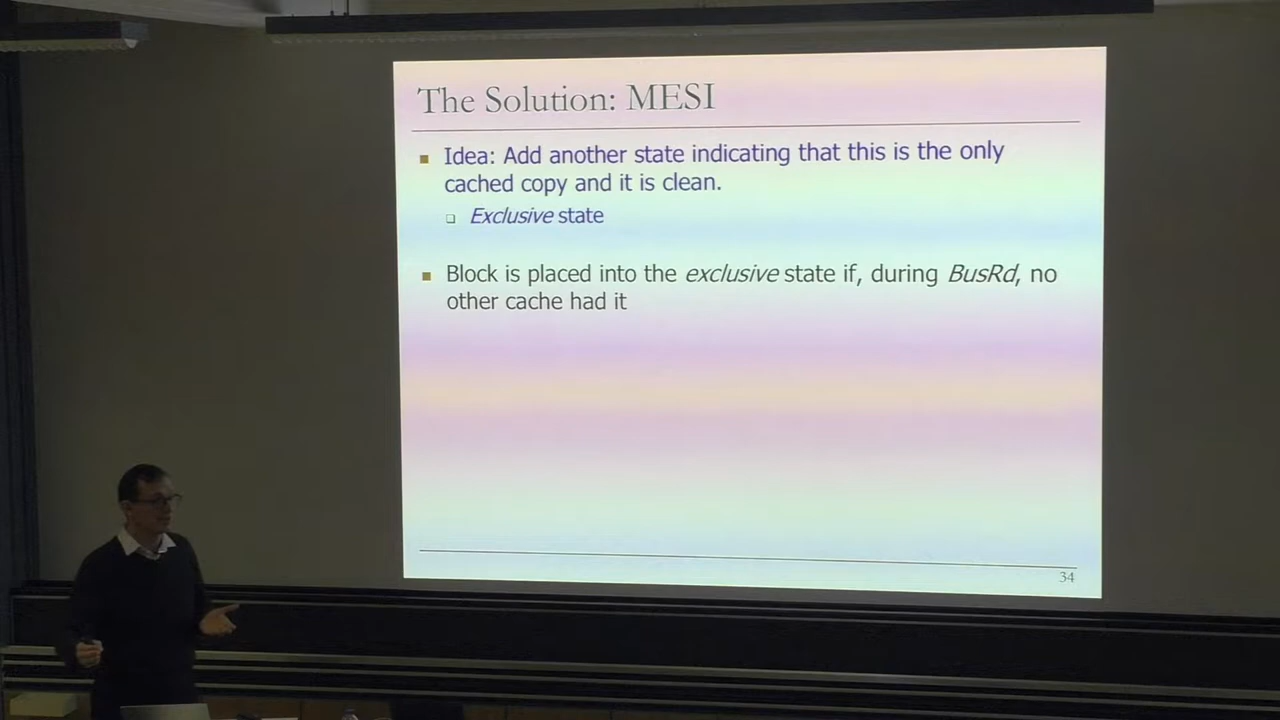 The Solution: MESI
Idea: Add another state indicating that this is the only
cached copy and it is clean.
Exclusive state
Block is placed into the exclusive state if, during BusRd, no
other cache had it
34